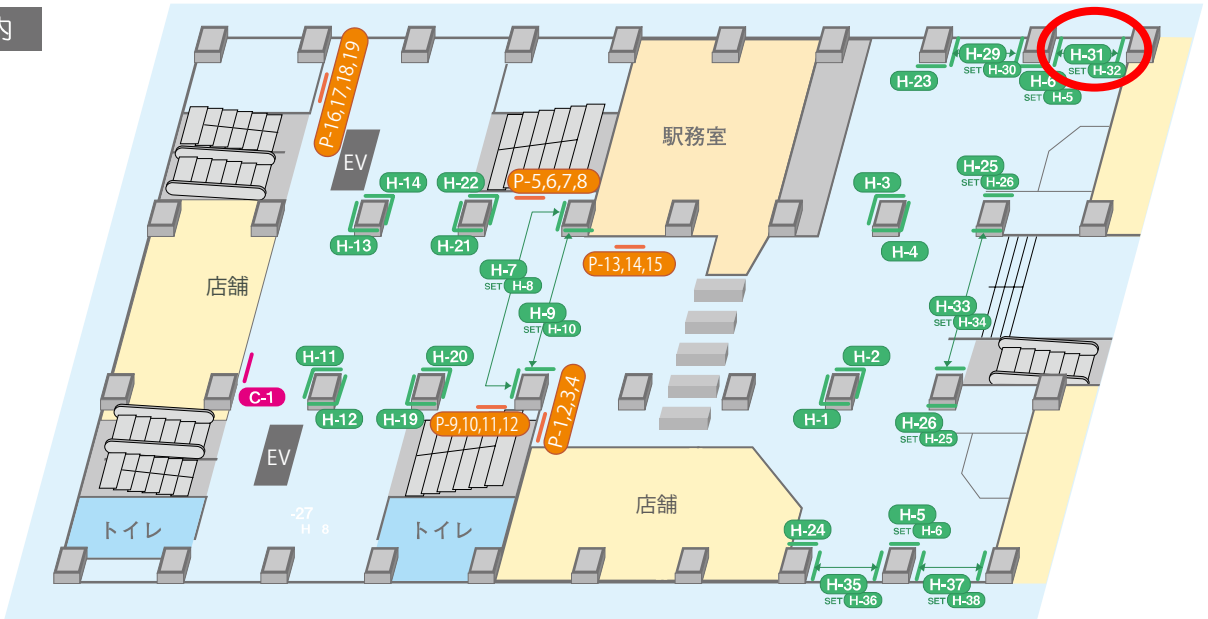 内
P-16,17,18,19
H-29
SET H-30
H-31
SET H-32
H-23
H-6
SET H-5
駅務室
EV
H-14
H-22
P-5,6,7,8
H-3
H-25
SET H-26
H-13
H-21
H-4
P-13,14,15
H-7
SET H-8
店舗
H-9
SET H-10
H-33
SET H-34
H-11
H-20
H-2
C-1
H-12
H-19
P-9,10,11,12
P-1,2,3,4
H-1
H-26
SET H-25
EV
店舗
トイレ
-27
H 8
トイレ
H-24
H-5
SET H-6
H-35
SET H-36
H-37
SET H-38